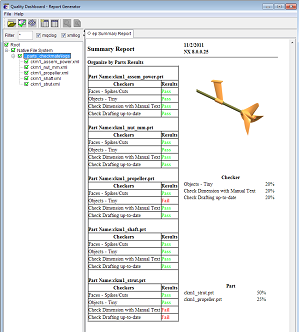 Quality Dashboard - Report Generator
File Help
Filter * mqclog xmllog
Root
Native File System
ckm1_assem_power.xml
ckm1_nut_mm.xml
ckm1_propeller.xml
ckm1_shaft.xml
ckm1_strut.xml
Summary Report
Summary Report
11/2/2011
NX 8.0.0.25
Organize by Parts Results
Part Name:ckm1_assem_power.prt
Checkers Results
Faces - Spikes/Cuts Pass
Objects - Tiny Pass
Check Dimension with Manual Text Pass
Check Drafting up-to-date Pass
Part Name:ckm1_nut_mm.prt
Checkers Results
Faces - Spikes/Cuts Pass
Objects - Tiny Pass
Check Dimension with Manual Text Pass
Check Drafting up-to-date Pass
Part Name:ckm1_propeller.prt
Checkers Results
Faces - Spikes/Cuts Pass
Objects - Tiny Fail
Check Dimension with Manual Text Pass
Check Drafting up-to-date Pass
Part Name:ckm1_shaft.prt
Checkers Results
Faces - Spikes/Cuts Pass
Objects - Tiny Pass
Check Dimension with Manual Text Pass
Check Drafting up-to-date Pass
Part Name:ckm1_strut.prt
Checkers Results
Faces - Spikes/Cuts Pass
Objects - Tiny Pass
Check Dimension with Manual Text Fail
Check Drafting up-to-date Fail
Checker
Objects - Tiny 20%
Check Dimension with Manual Text 20%
Check Drafting up-to-date 20%
Part
ckm1_strut.prt 50%
ckm1_propeller.prt 25%